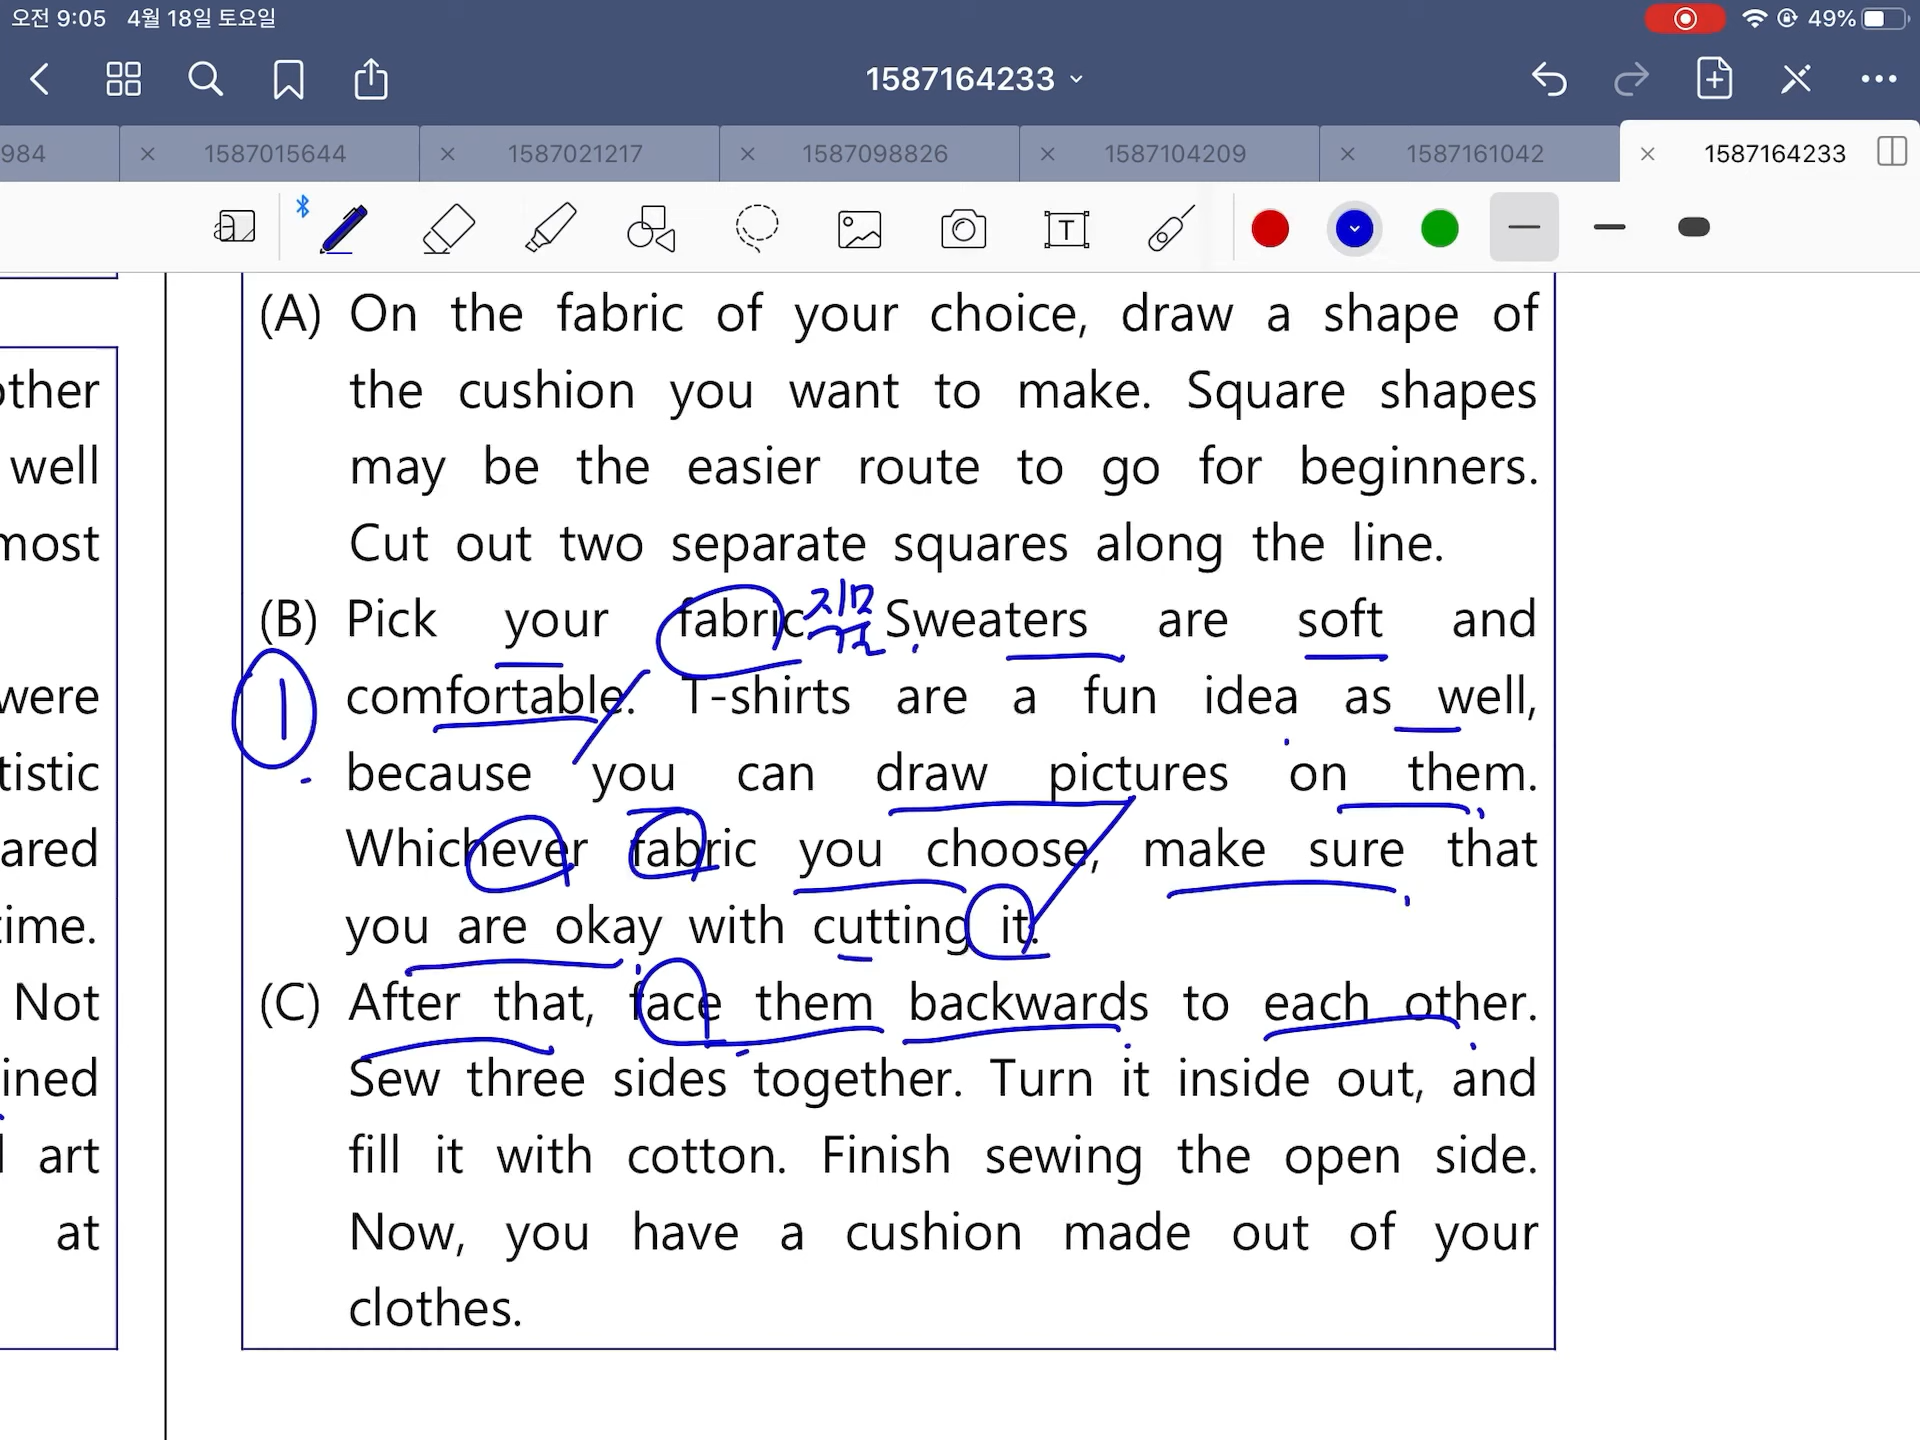 오전 9:05 4월 18일 토요일 49%
1587164233
984 1587015644 1587021217 1587098826 1587104209 1587161042 1587164233
a T
other
well
most
were
tistic
ared
time.
Not
ined
art
at
(A) On the fabric of your choice, draw a shape of
the cushion you want to make. Square shapes
may be the easier route to go for beginners.
Cut out two separate squares along the line.
(B) Pick your fabric. Sweaters are soft and
직물
1
comfortable. T-shirts are a fun idea as well,
because you can draw pictures on them.
Whichever fabric you choose, make sure that
you are okay with cutting it.
(C) After that, face them backwards to each other.
Sew three sides together. Turn it inside out, and
fill it with cotton. Finish sewing the open side.
Now, you have a cushion made out of your
clothes.